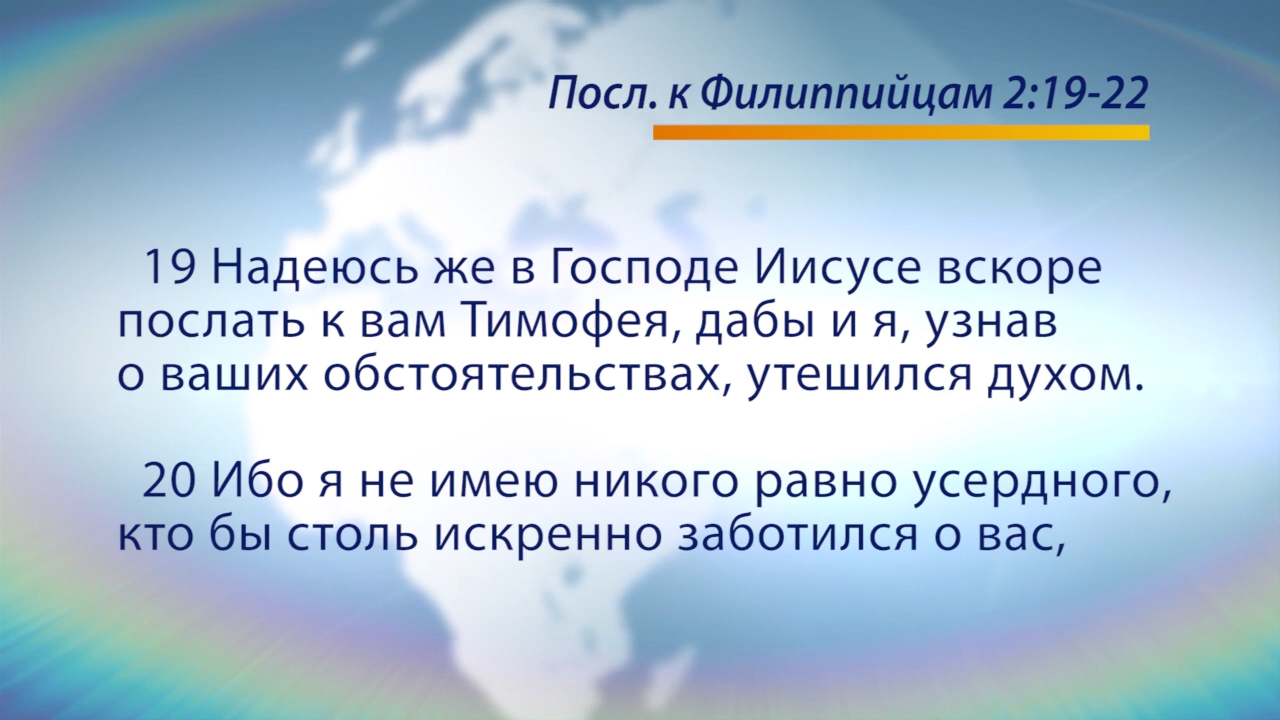 Посл. к Филиппийцам 2:19-22
19 Надеюсь же в Господе Иисусе вскоре
послать к вам Тимофея, дабы и я, узнав
о ваших обстоятельствах, утешился духом.
20 Ибо я не имею никого равно усердного,
кто бы столь искренно заботился о вас,